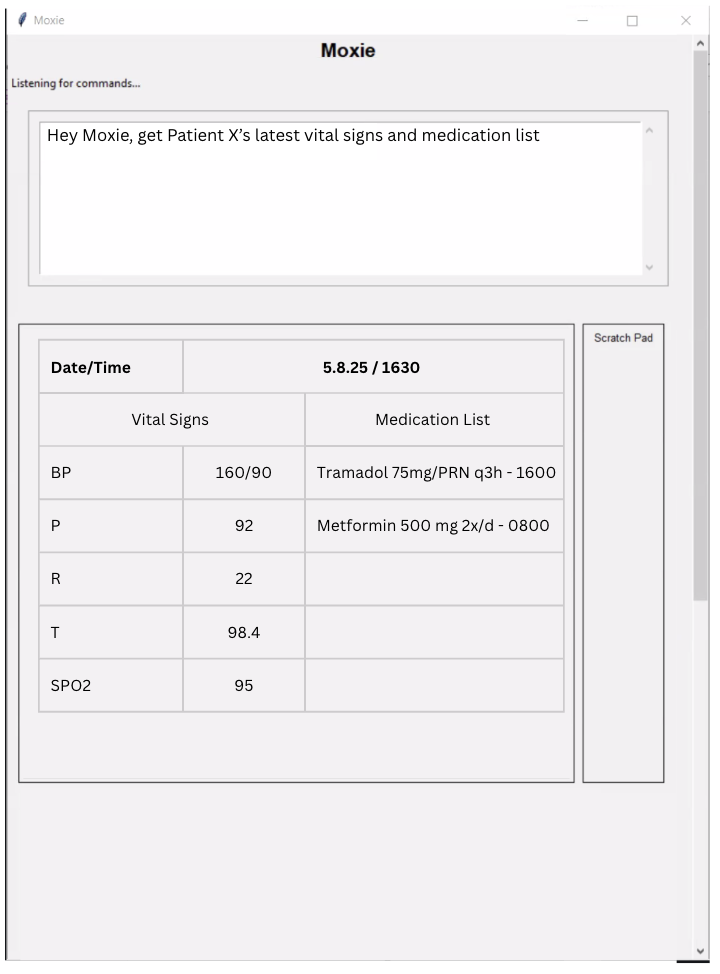 Moxie
Moxie
Listening for commands...
Hey Moxie, get Patient X’s latest vital signs and medication list
Scratch Pad
Date/Time 5.8.25 / 1630
Vital Signs Medication List
BP 160/90 Tramadol 75mg/PRN q3h - 1600
P 92 Metformin 500 mg 2x/d - 0800
R 22
T 98.4
SPO2 95